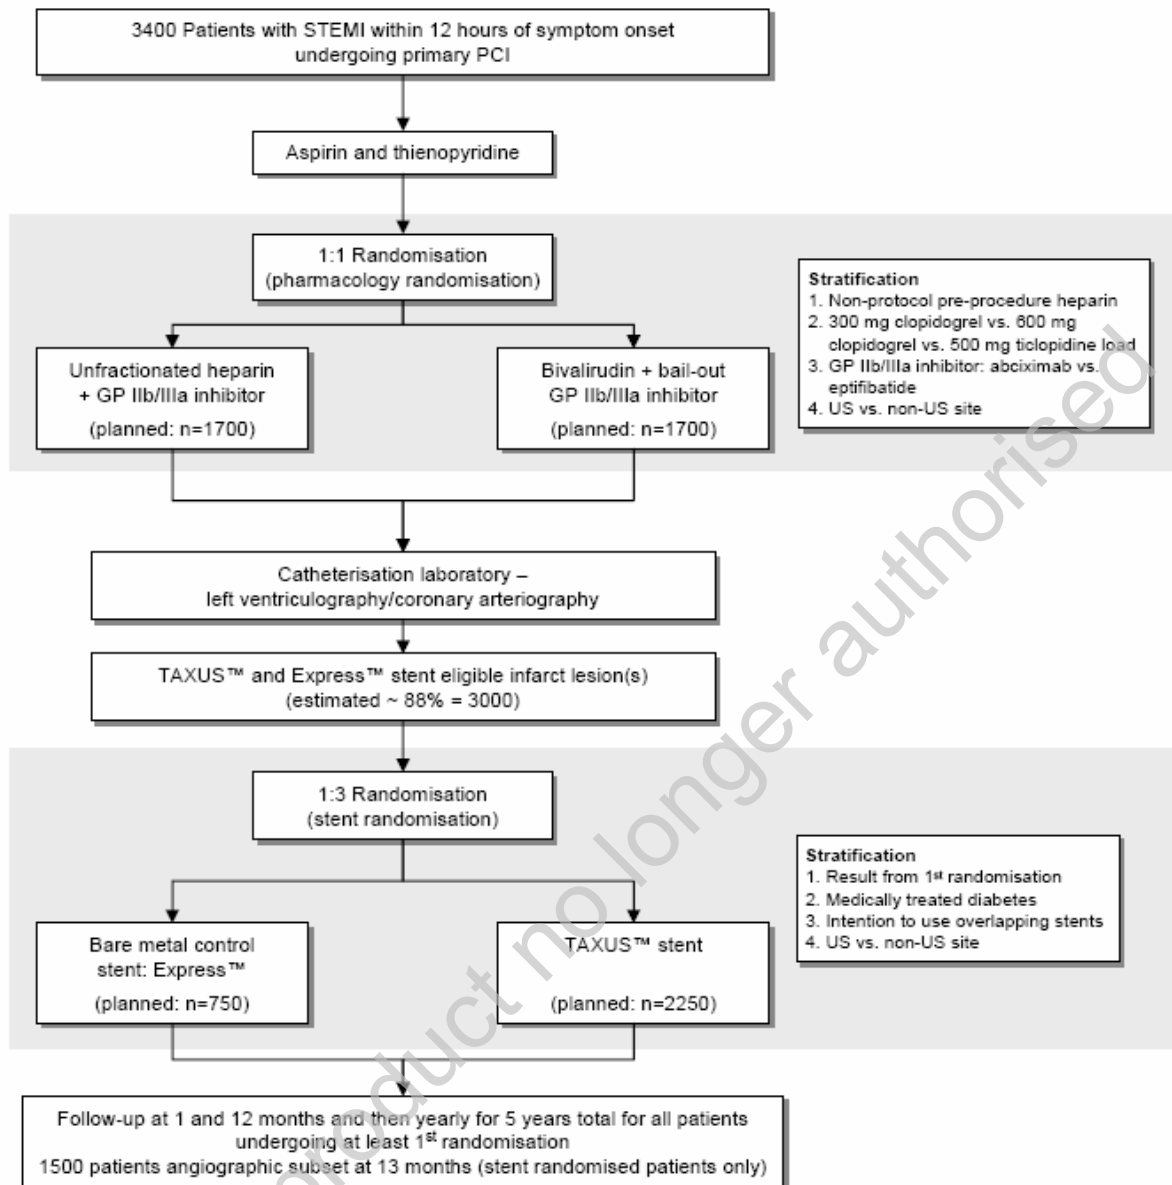 3400 Patients with STEMI within 12 hours of symptom onset
undergoing primary PCI
Aspirin and thienopyridine
1:1 Randomisation
(pharmacology randomisation)
Stratification
1. Non-protocol pre-procedure heparin
2. 300 mg clopidogrel vs. 600 mg
clopidogrel vs. 500 mg ticlopidine load
3. GP IIb/IIIa inhibitor: abciximab vs.
eptifibatide
4. US vs. non-US site
Unfractionated heparin
+ GP IIb/IIIa inhibitor
(planned: n=1700)
Bivalirudin + bail-out
GP IIb/IIIa inhibitor
(planned: n=1700)
Catheterisation laboratory –
left ventriculography/coronary arteriography
TAXUS™ and Express™ stent eligible infarct lesion(s)
(estimated ~ 88% = 3000)
1:3 Randomisation
(stent randomisation)
Stratification
1. Result from 1st randomisation
2. Medically treated diabetes
3. Intention to use overlapping stents
4. US vs. non-US site
Bare metal control
stent: Express™
(planned: n=750)
TAXUS™ stent
(planned: n=2250)
Follow-up at 1 and 12 months and then yearly for 5 years total for all patients
undergoing at least 1st randomisation
1500 patients angiographic subset at 13 months (stent randomised patients only)
product no longer authorised